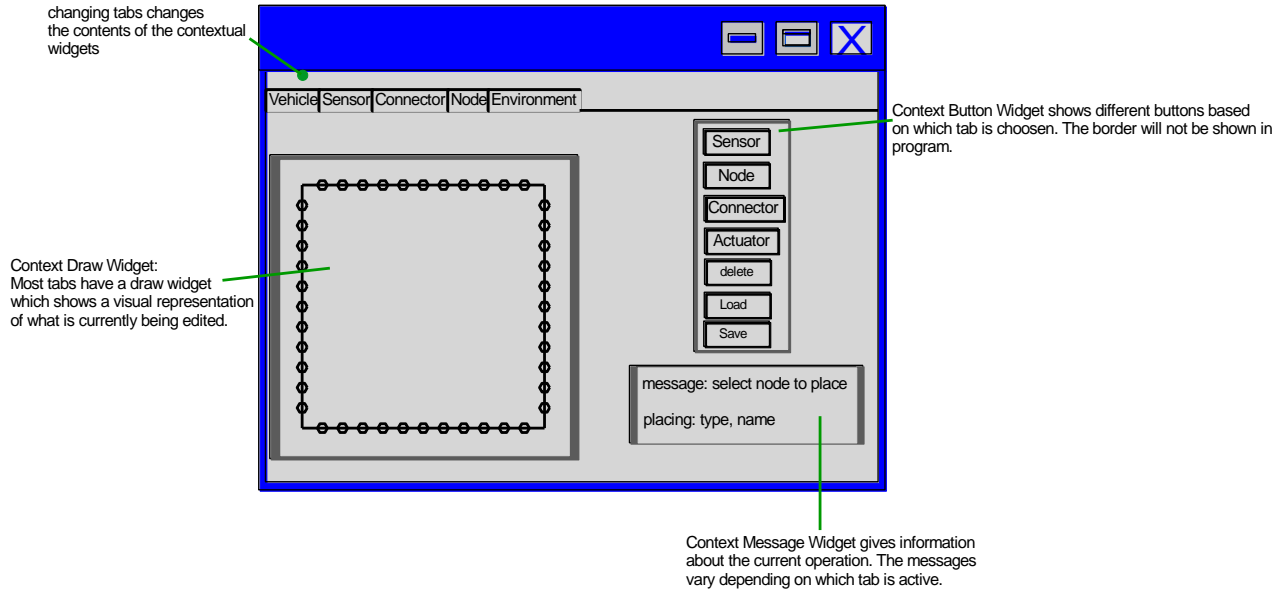 changing tabs changes
the contents of the contextual
widgets
Vehicle Sensor Connector Node Environment
Context Button Widget shows different buttons based
on which tab is choosen. The border will not be shown in
program.
Sensor
Node
Connector
Actuator
delete
Load
Save
Context Draw Widget:
Most tabs have a draw widget
which shows a visual representation
of what is currently being edited.
message: select node to place
placing: type, name
Context Message Widget gives information
about the current operation. The messages
vary depending on which tab is active.